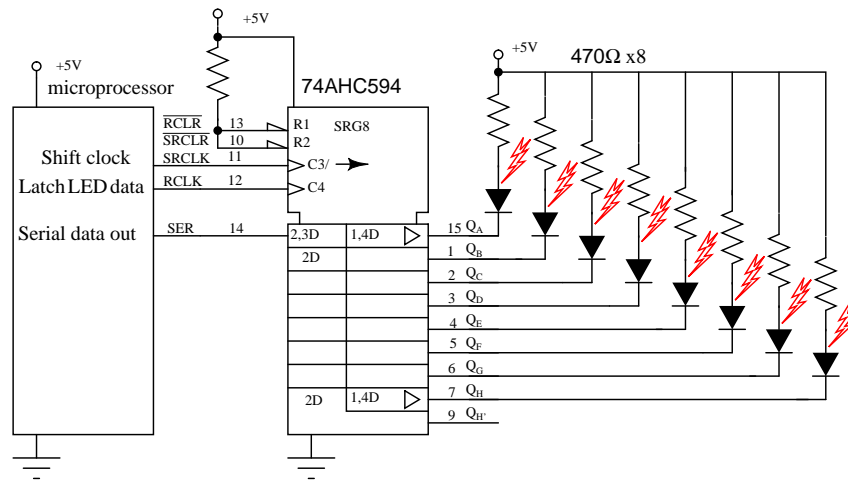 +5V
+5V
+5V
470Ω x8
microprocessor
74AHC594
RCLR 13
R1
SRG8
SRCLR 10
R2
Shift clock
SRCLK 11
C3/
Latch LED data
RCLK 12
C4
Serial data out
SER 14
2,3D
1,4D
15 QA
2D
1 QB
2 QC
3 QD
4 QE
5 QF
6 QG
2D
1,4D
7 QH
9 QH'